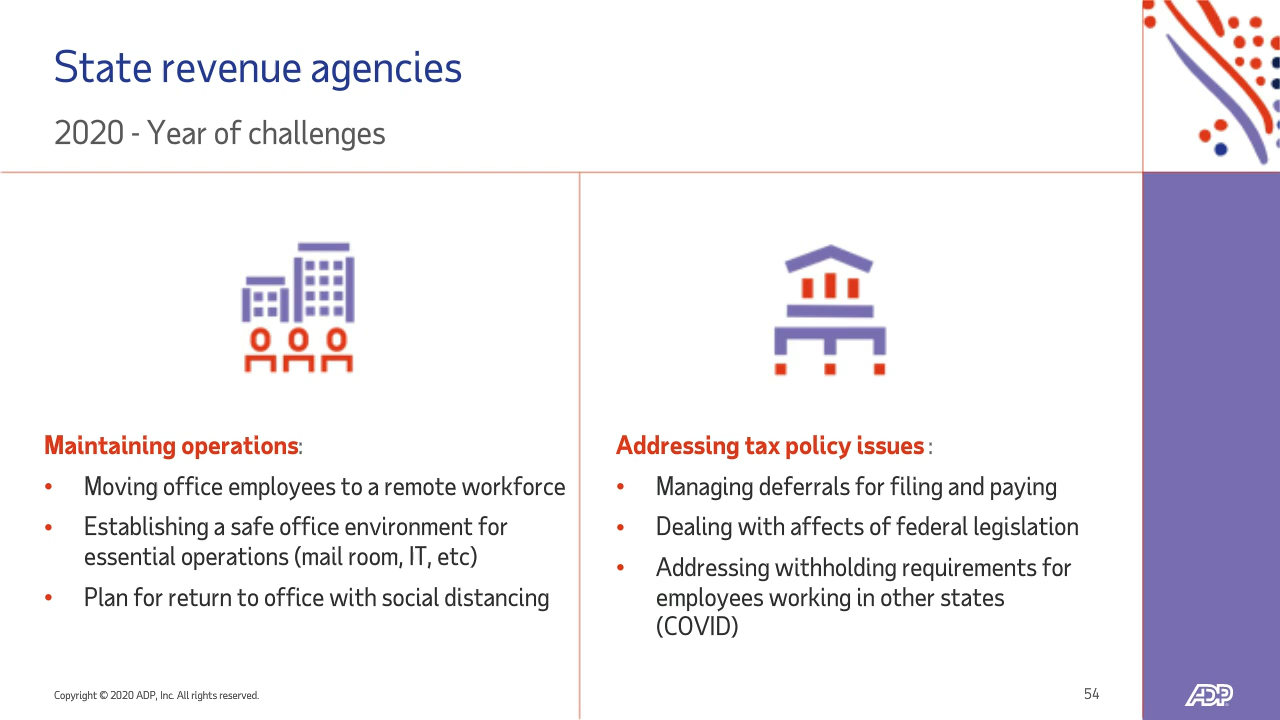 State revenue agencies
2020 - Year of challenges
Maintaining operations:
• Moving office employees to a remote workforce
• Establishing a safe office environment for
essential operations (mail room, IT, etc)
• Plan for return to office with social distancing
Addressing tax policy issues :
• Managing deferrals for filing and paying
• Dealing with affects of federal legislation
• Addressing withholding requirements for
employees working in other states
(COVID)
Copyright © 2020 ADP, Inc. All rights reserved.
54
ADP